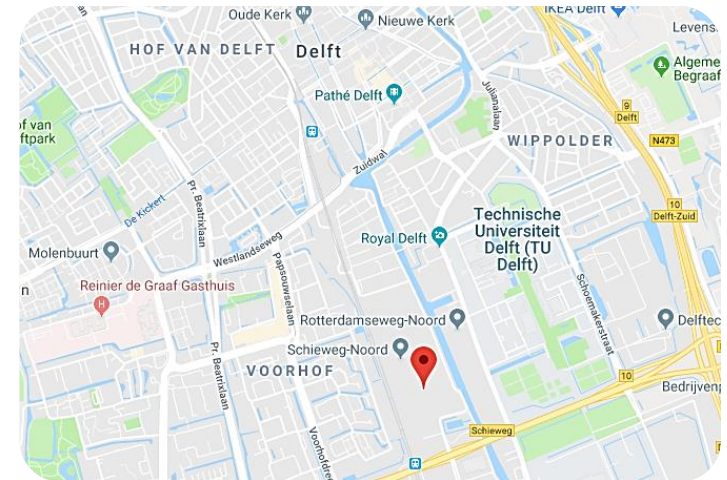 Oude Kerk
Nieuwe Kerk
IKEA Delft
Levens
HOF VAN DELFT
Delft
Algeme
Begraaf
Pathé Delft
Julianalaan
9
Delft
of van
ftpark
WIPPOLDER
N473
Zuidwal
De Kickert
Pr. Beatrixlaan
10
Delft-Zuid
Technische
Universiteit
Delft (TU
Delft)
Royal Delft
Molenbuurt
Westlandseweg
Papsouwselaan
n
Reinier de Graaf Gasthuis
H
Schoemakerstraat
Rotterdamseweg-Noord
Delftec
Schieweg-Noord
Pr. Beatrixlaan
VOORHOF
10
Bedrijvenp
Voorhofdre
Schieweg